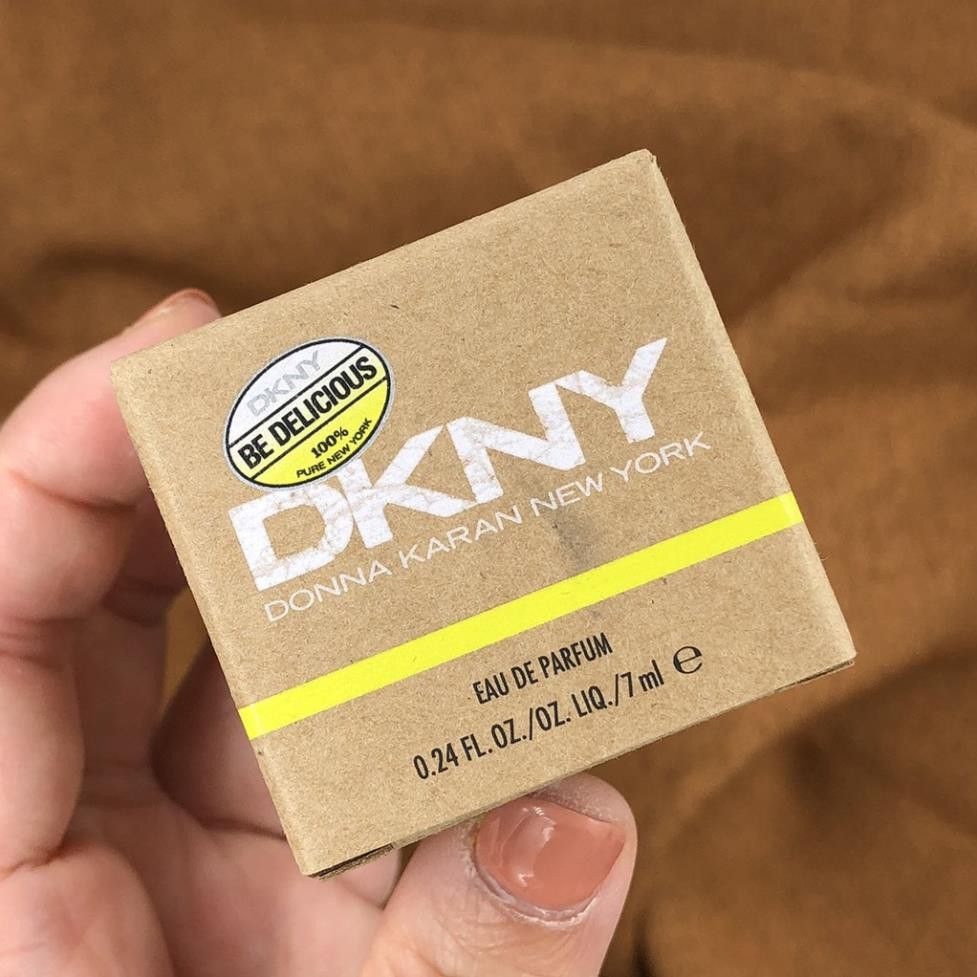 DKNY
BE DELICIOUS
100%
PURE NEW YORK
DKNY
DONNA KARAN NEW YORK
EAU DE PARFUM
0.24 FL. OZ./OZ. LIQ./7 ml ℮